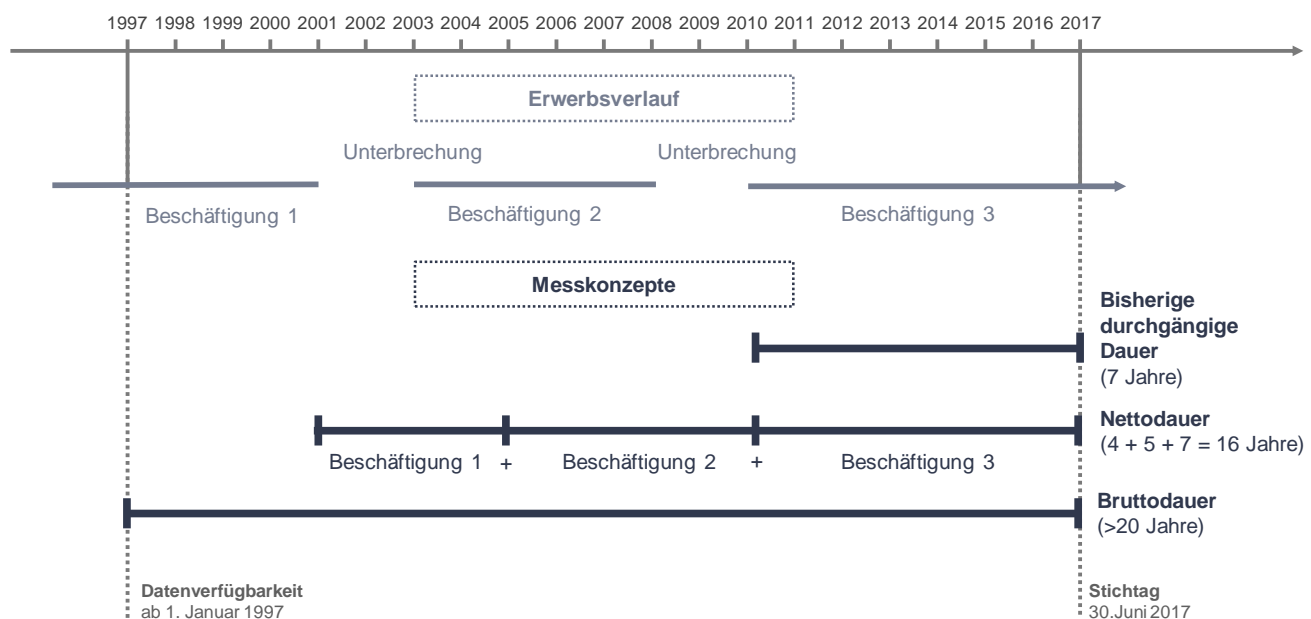 1997 1998 1999 2000 2001 2002 2003 2004 2005 2006 2007 2008 2009 2010 2011 2012 2013 2014 2015 2016 2017
Erwerbsverlauf
Unterbrechung Unterbrechung
Beschäftigung 1 Beschäftigung 2 Beschäftigung 3
Messkonzepte
Bisherige
durchgängige
Dauer
(7 Jahre)
Nettodauer
(4 + 5 + 7 = 16 Jahre)
Beschäftigung 1 + Beschäftigung 2 + Beschäftigung 3
Bruttodauer
(>20 Jahre)
Datenverfügbarkeit
ab 1. Januar 1997
Stichtag
30.Juni 2017